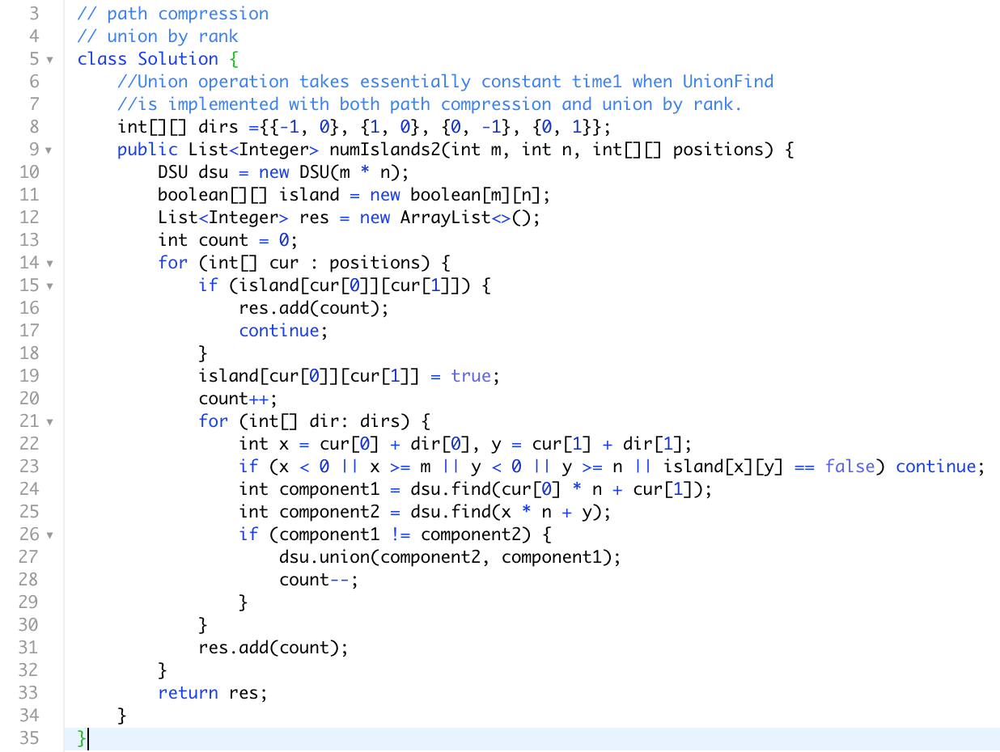 3 // path compression
4 // union by rank
5 ▾ class Solution {
6     //Union operation takes essentially constant time1 when UnionFind
7     //is implemented with both path compression and union by rank.
8     int[][] dirs ={{-1, 0}, {1, 0}, {0, -1}, {0, 1}};
9 ▾     public List<Integer> numIslands2(int m, int n, int[][] positions) {
10         DSU dsu = new DSU(m * n);
11         boolean[][] island = new boolean[m][n];
12         List<Integer> res = new ArrayList<>();
13         int count = 0;
14 ▾         for (int[] cur : positions) {
15 ▾             if (island[cur[0]][cur[1]]) {
16                 res.add(count);
17                 continue;
18             }
19             island[cur[0]][cur[1]] = true;
20             count++;
21 ▾             for (int[] dir: dirs) {
22                 int x = cur[0] + dir[0], y = cur[1] + dir[1];
23                 if (x < 0 || x >= m || y < 0 || y >= n || island[x][y] == false) continue;
24                 int component1 = dsu.find(cur[0] * n + cur[1]);
25                 int component2 = dsu.find(x * n + y);
26 ▾                 if (component1 != component2) {
27                     dsu.union(component2, component1);
28                     count--;
29                 }
30             }
31             res.add(count);
32         }
33         return res;
34     }
35 }